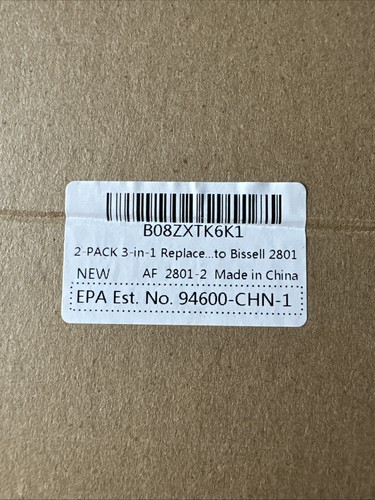 B08ZXTK6K1
2-PACK 3-in-1 Replace...to Bissell 2801
NEW AF 2801-2 Made in China
EPA Est. No. 94600-CHN-1